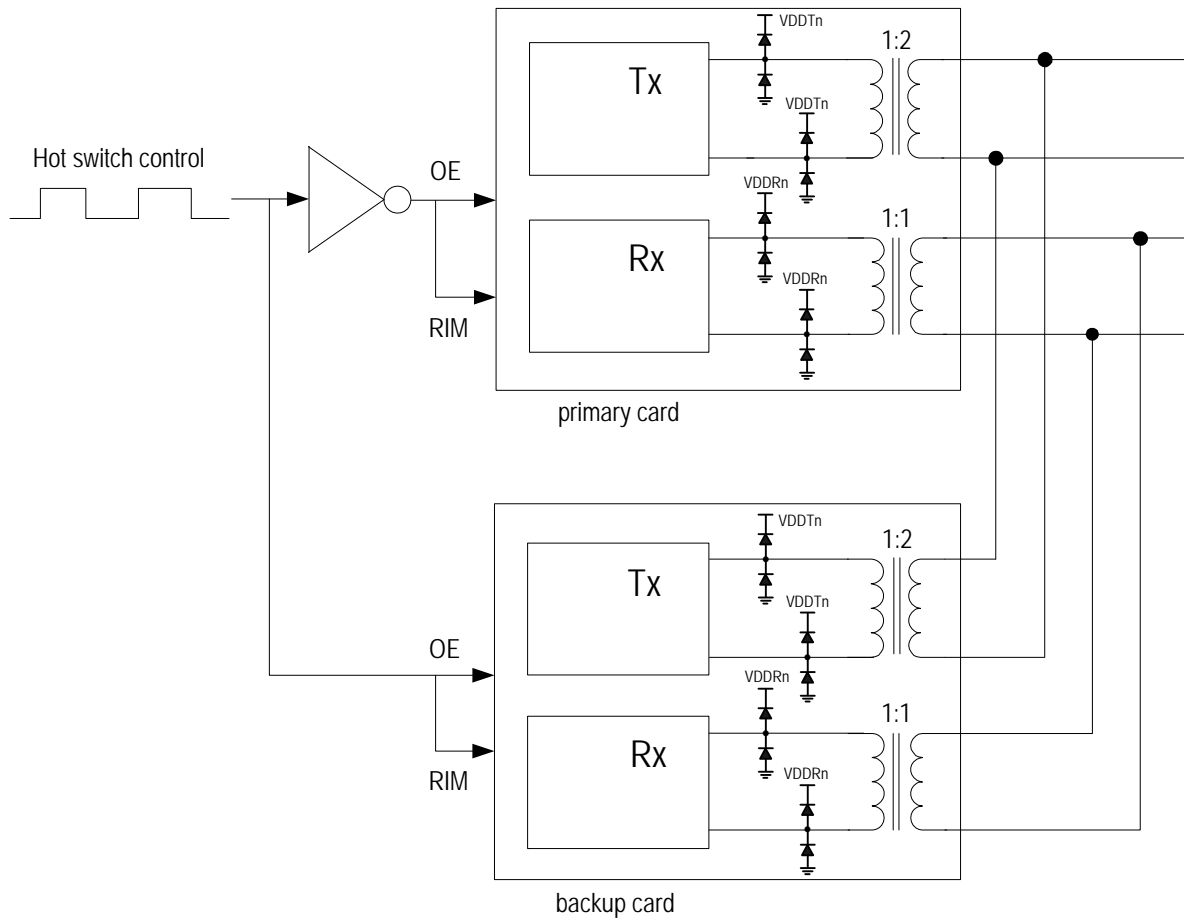 VDDTn
1:2
Tx
VDDTn
Hot switch control
OE
VDDRn
1:1
Rx
VDDRn
RIM
primary card
VDDTn
1:2
Tx
VDDTn
OE
VDDRn
1:1
Rx
VDDRn
RIM
backup card